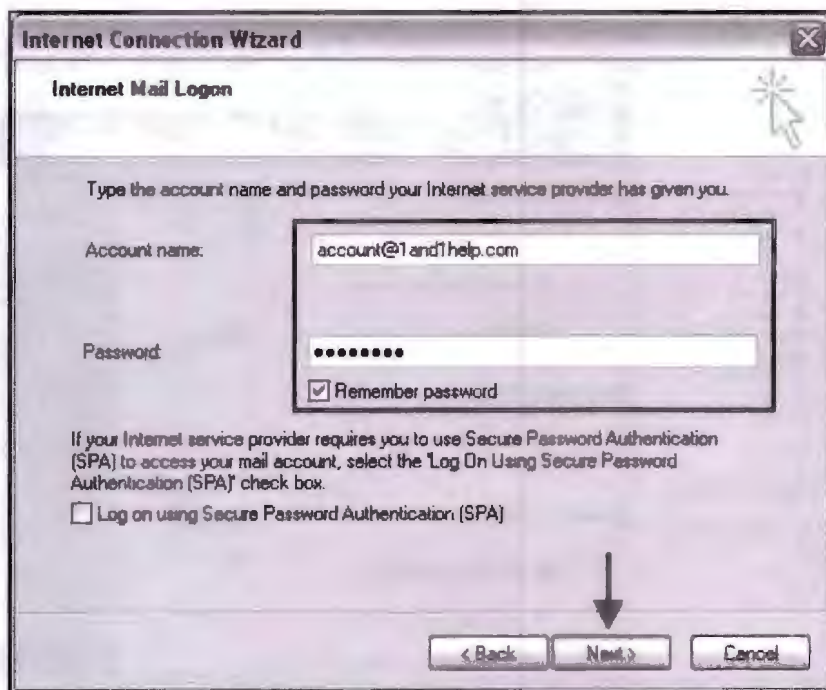 Internet Connection Wizard
Internet Mail Logon
Type the account name and password your Internet service provider has given you.
Account name:
account@1and1help.com
Password:
••••••••
Remember password
If your Internet service provider requires you to use Secure Password Authentication
(SPA) to access your mail account, select the 'Log On Using Secure Password
Authentication (SPA)' check box.
Log on using Secure Password Authentication (SPA)
< Back
Next >
Cancel